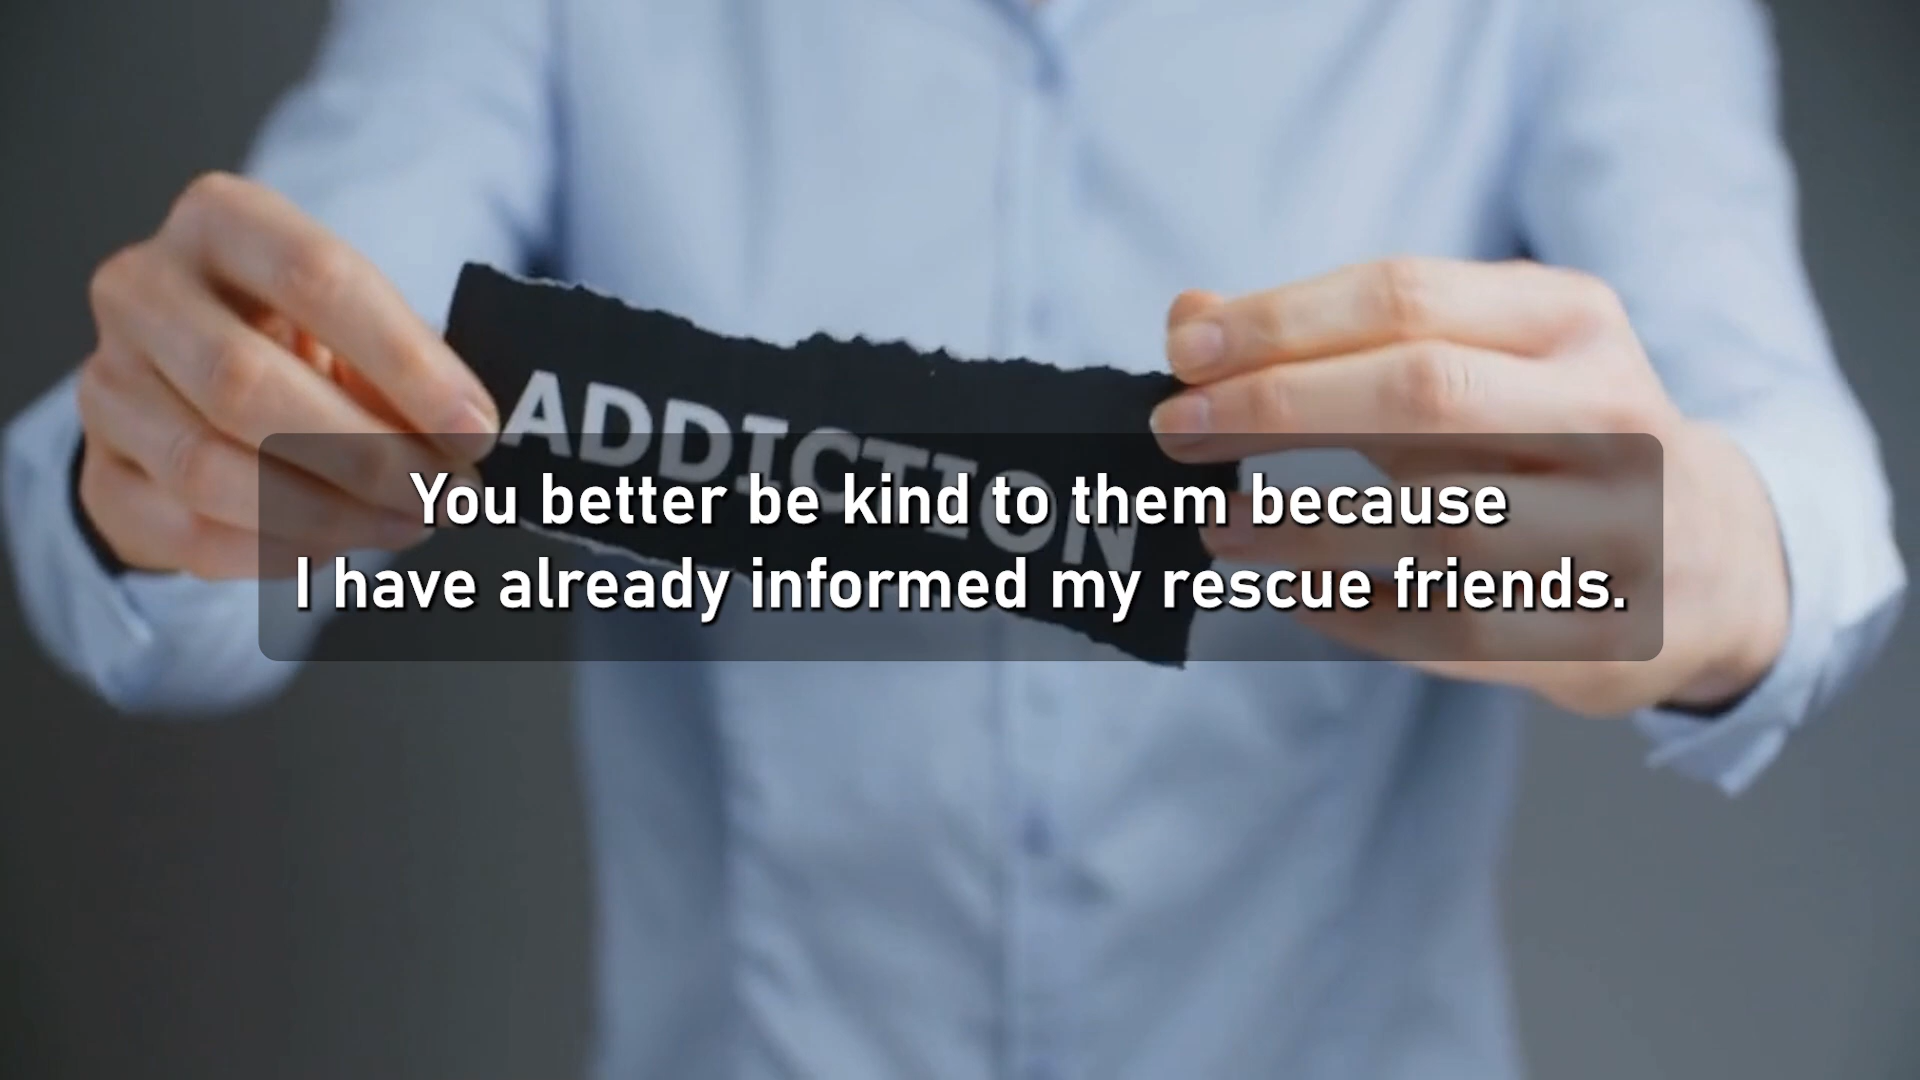 ADDICTION
You better be kind to them because
I have already informed my rescue friends.